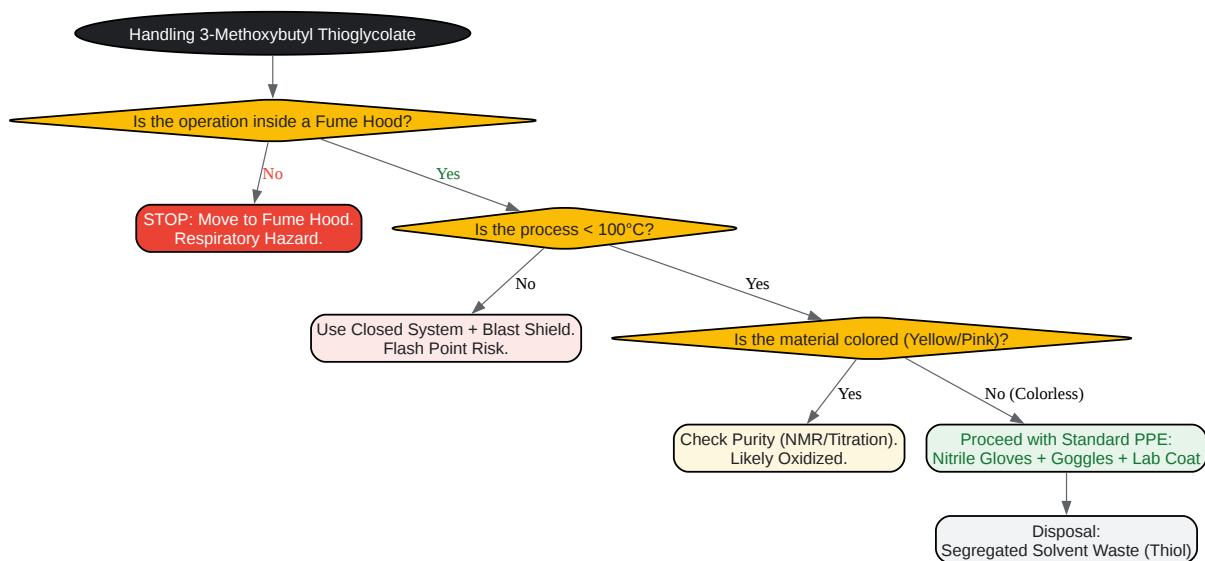 Handling 3-Methoxybutyl Thioglycolate
Is the operation inside a Fume Hood?
No
Yes
STOP: Move to Fume Hood.
Respiratory Hazard.
Is the process < 100°C?
No
Yes
Use Closed System + Blast Shield.
Flash Point Risk.
Is the material colored (Yellow/Pink)?
Yes
No (Colorless)
Check Purity (NMR/Titration).
Likely Oxidized.
Proceed with Standard PPE:
Nitrile Gloves + Goggles + Lab Coat
Disposal:
Segregated Solvent Waste (Thiol)